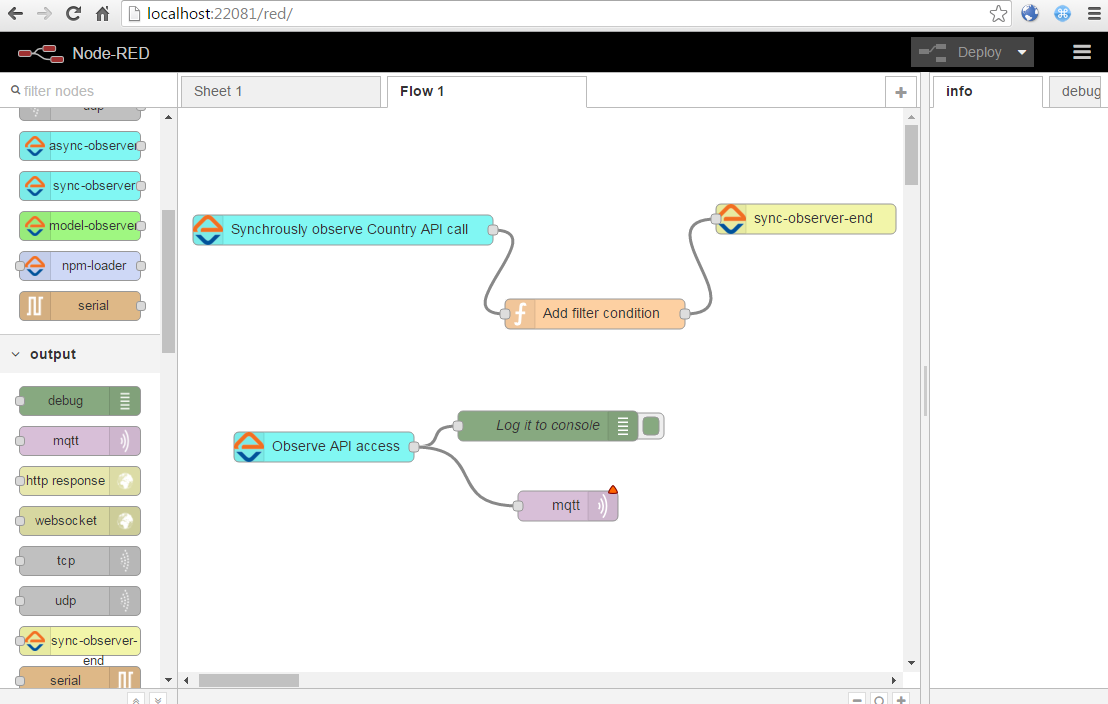 localhost:22081/red/
Node-RED
Deploy
filter nodes
Sheet 1
Flow 1
info
debug
udp
async-observer
sync-observer
model-observer
npm-loader
serial
output
debug
mqtt
http response
websocket
tcp
udp
sync-observer-
end
serial
Synchrously observe Country API call
sync-observer-end
Add filter condition
Observe API access
Log it to console
mqtt